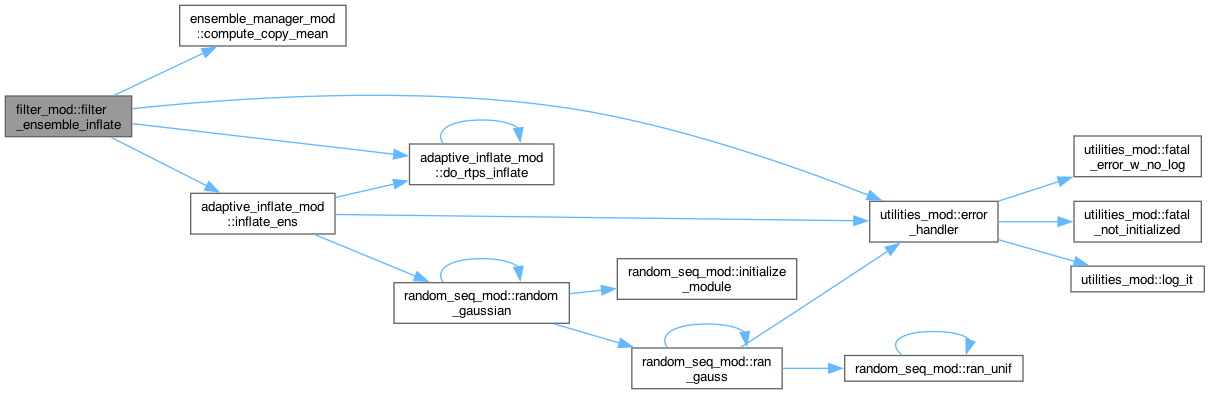 ensemble_manager_mod
::compute_copy_mean
filter_mod::filter
_ensemble_inflate
adaptive_inflate_mod
::do_rtps_inflate
utilities_mod::fatal
_error_w_no_log
adaptive_inflate_mod
::inflate_ens
utilities_mod::error
_handler
utilities_mod::fatal
_not_initialized
random_seq_mod::initialize
_module
utilities_mod::log_it
random_seq_mod::random
_gaussian
random_seq_mod::ran
_gauss
random_seq_mod::ran_unif